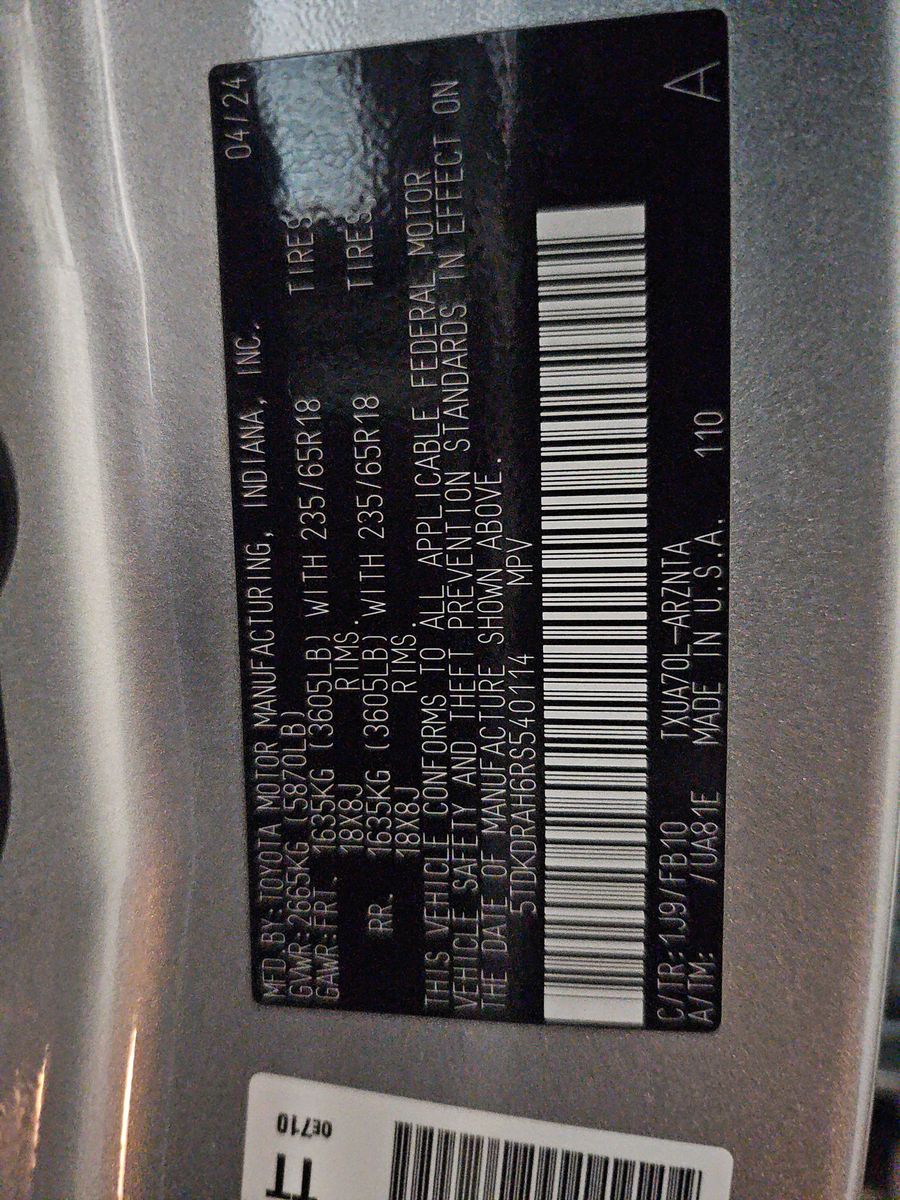 MFD.BY:TOYOTA MOTOR MANUFACTURING, INDIANA, INC. 04/24
GVWR:2665KG (5870LB)
GAWR:FRT. 1635KG (3605LB) WITH 235/65R18 TIRES
18X8J RIMS.
RR. 1635KG (3605LB) WITH 235/65R18 TIRES
18X8J RIMS.
THIS VEHICLE CONFORMS TO ALL APPLICABLE FEDERAL MOTOR
VEHICLE SAFETY AND THEFT PREVENTION STANDARDS IN EFFECT ON
THE DATE OF MANUFACTURE SHOWN ABOVE.
5TDKDRAH6RS540114 MPV
C/TR:1J9/FB10 TXUA70L-ARZNTA
A/TM: /UA81E MADE IN U.S.A. 110 A
0E710